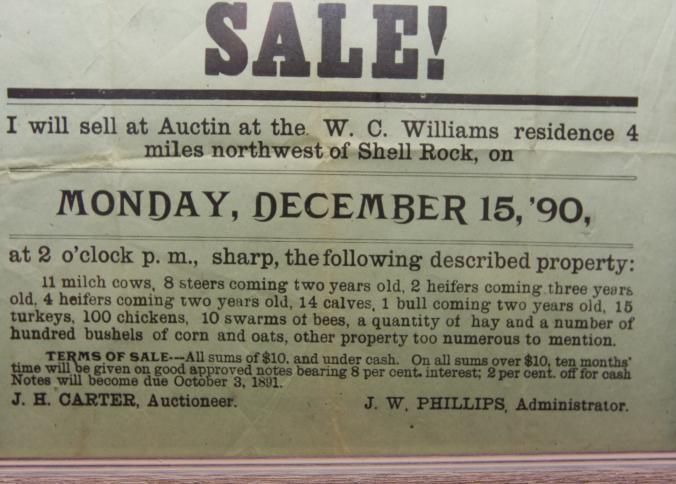 SALE!
I will sell at Auctin at the W. C. Williams residence 4
miles northwest of Shell Rock, on
MONDAY, DECEMBER 15, '90,
at 2 o'clock p. m., sharp, the following described property:
11 milch cows, 8 steers coming two years old, 2 heifers coming three years
old, 4 heifers coming two years old, 14 calves, 1 bull coming two years old, 15
turkeys, 100 chickens, 10 swarms of bees, a quantity of hay and a number of
hundred bushels of corn and oats, other property too numerous to mention.
TERMS OF SALE---All sums of $10. and under cash. On all sums over $10, ten months'
time will be given on good approved notes bearing 8 per cent. interest; 2 per cent. off for cash
Notes will become due October 3, 1891.
J. H. CARTER, Auctioneer. J. W. PHILLIPS, Administrator.